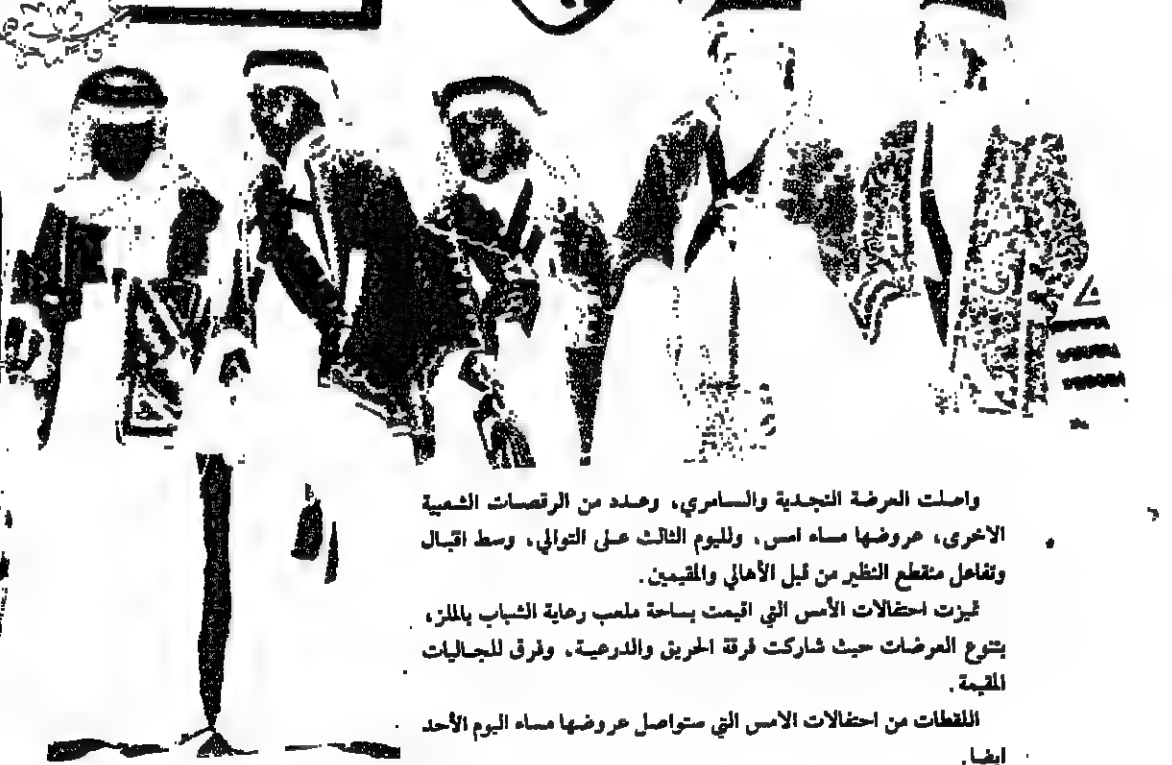 واصلت العرضة النجدية والسامري، وعدد من الرقصات الشعبية
الاخرى، عروضها مساء امس، ولليوم الثالث على التوالي، وسط اقبال
وتفاعل منقطع النظير من قبل الأهالي والمقيمين.
تميزت احتفالات الأمس التي اقيمت بساحة ملعب رعاية الشباب بالملز،
بتنوع العرضات حيث شاركت فرقة الحريق والدوعية، وفرق للجاليات
المقيمة.
اللقطات من احتفالات الامس التي ستواصل عروضها مساء اليوم الأحد
ايضا.